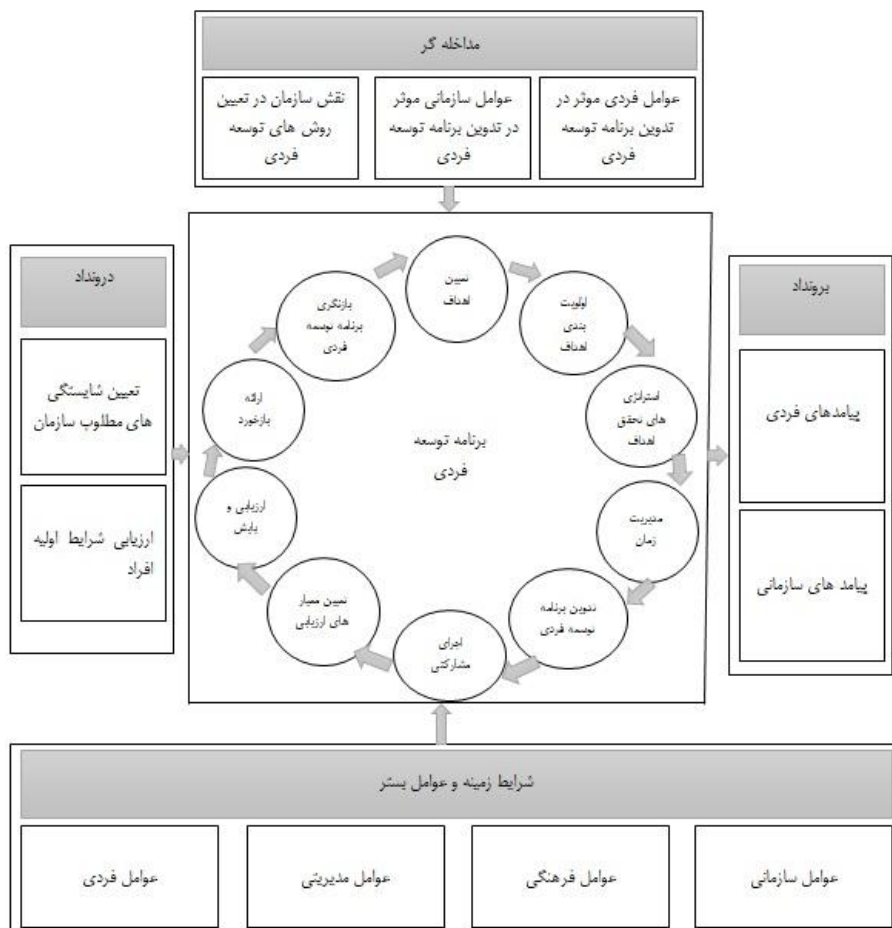 مداخله گر
عوامل فردی موثر در
تدوین برنامه توسعه
فردی
عوامل سازمانی موثر
در تدوین برنامه توسعه
فردی
نقش سازمان در تعیین
روش های توسعه
فردی
درونداد
تعیین شایستگی
های مطلوب سازمان
ارزیابی شرایط اولیه
افراد
برنامه توسعه
فردی
تعیین
اهداف
اولویت
بندی
اهداف
استراتژی
های تحقق
اهداف
مدیریت
زمان
تدوین برنامه
توسعه فردی
اجرای
مشارکتی
تعیین معیار
های ارزیابی
ارزیابی و
پایش
ارائه
بازخورد
بازنگری
برنامه توسعه
فردی
برونداد
پیامدهای فردی
پیامد های سازمانی
شرایط زمینه و عوامل بستر
عوامل سازمانی
عوامل فرهنگی
عوامل مدیریتی
عوامل فردی